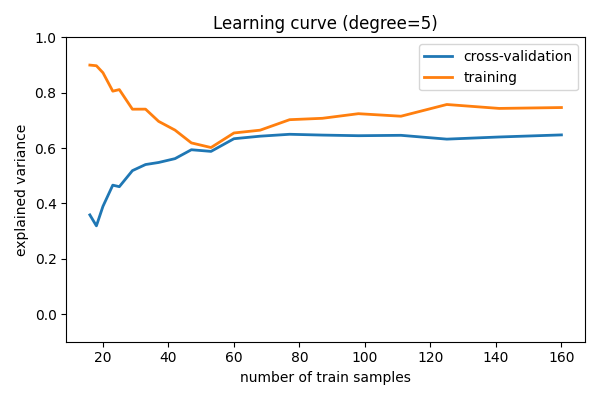 Learning curve (degree=5)
1.0
0.8
0.6
0.4
0.2
0.0
explained variance
cross-validation
training
20 40 60 80 100 120 140 160
number of train samples